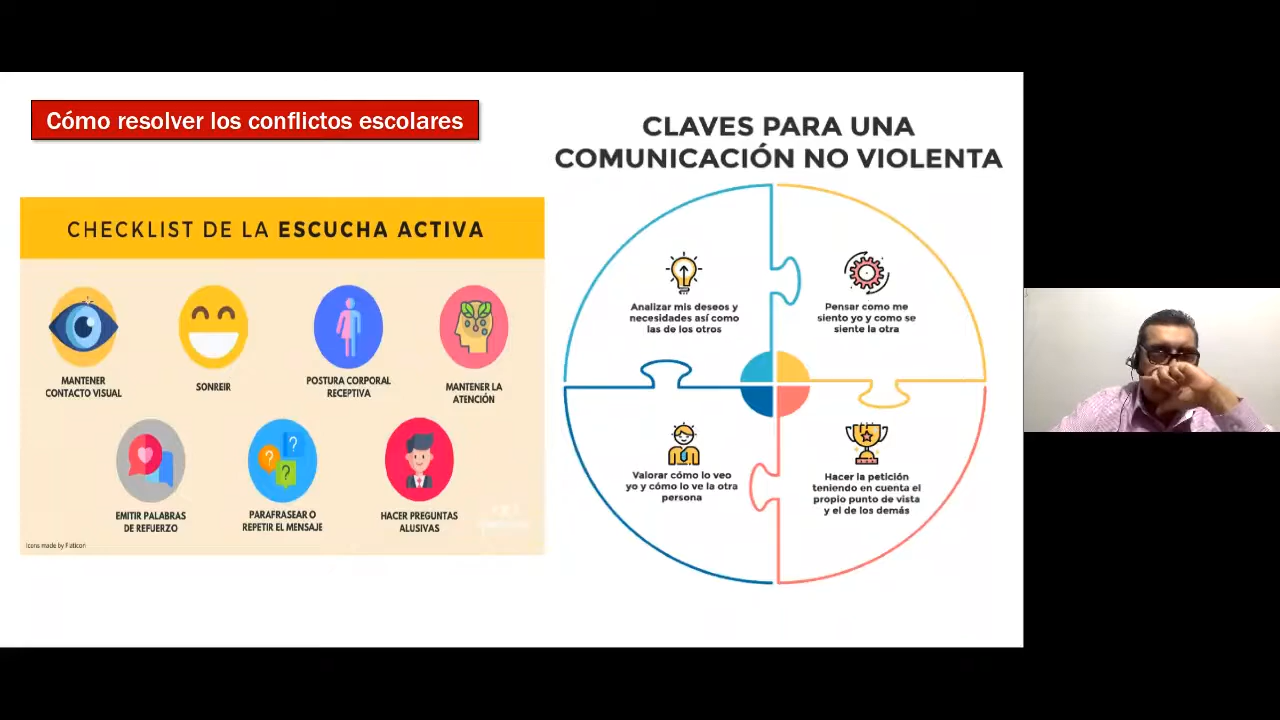 Cómo resolver los conflictos escolares
CHECKLIST DE LA ESCUCHA ACTIVA
MANTENER
CONTACTO VISUAL
SONREIR
POSTURA CORPORAL
RECEPTIVA
MANTENER LA
ATENCIÓN
EMITIR PALABRAS
DE REFUERZO
PARAFRASEAR O
REPETIR EL MENSAJE
HACER PREGUNTAS
ALUSIVAS
Icons made by Flaticon
CLAVES PARA UNA
COMUNICACIÓN NO VIOLENTA
Analizar mis deseos y
necesidades así como
las de los otros
Pensar como me
siento yo y como se
siente la otra
Valorar cómo lo veo
yo y cómo lo ve la otra
persona
Hacer la petición
teniendo en cuenta el
propio punto de vista
y el de los demás